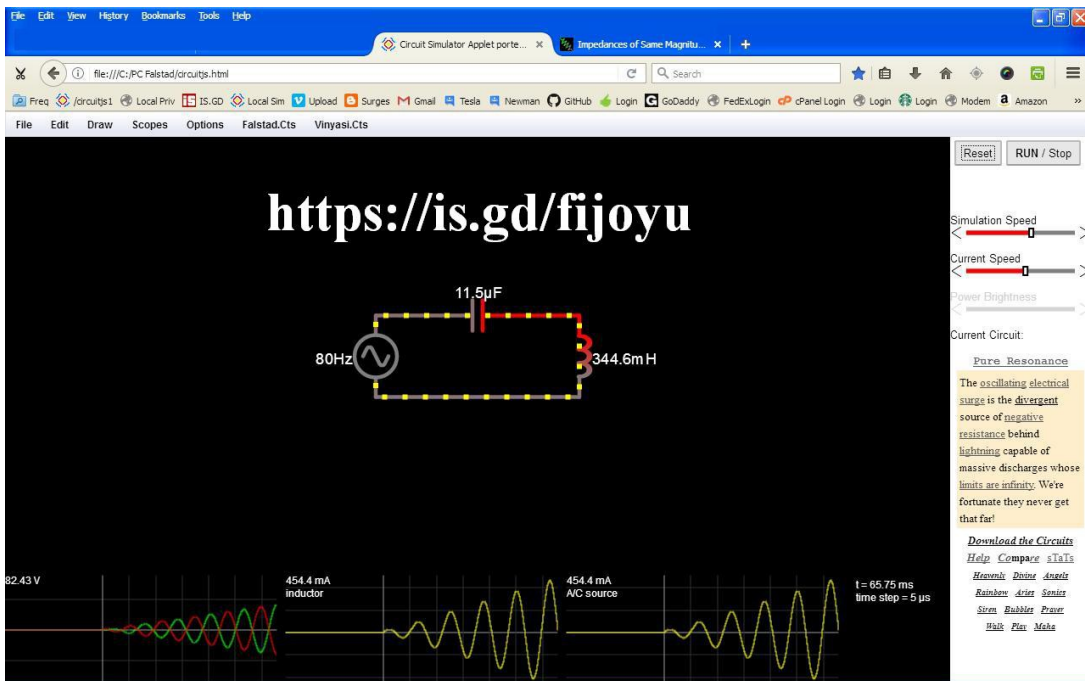 File Edit View History Bookmarks Tools Help
Circuit Simulator Applet porte... × Impedances of Same Magnitu... × +
file:///C:/PC Falstad/circuitjs.html Search
Freq /circuitjs1 Local Priv IS.GD Local Sim Upload Surges Gmail Tesla Newman GitHub Login GoDaddy FedExLogin cPanel Login Login Login Modem Amazon »
File Edit Draw Scopes Options Falstad.Cts Vinyasi.Cts
Reset RUN / Stop
https://is.gd/fijoyu
Simulation Speed
Current Speed
Power Brightness
11.5µF
Current Circuit:
80Hz
344.6mH
Pure Resonance
The oscillating electrical
surge is the divergent
source of negative
resistance behind
lightning capable of
massive discharges whose
limits are infinity. We're
fortunate they never get
that far!
Download the Circuits
Help Compare sTaTs
Heavenly Divine Angels
Rainbow Aries Sonics
Siren Bubbles Prayer
Walk Play Maha
82.43 V
454.4 mA
inductor
454.4 mA
A/C source
t = 65.75 ms
time step = 5 µs